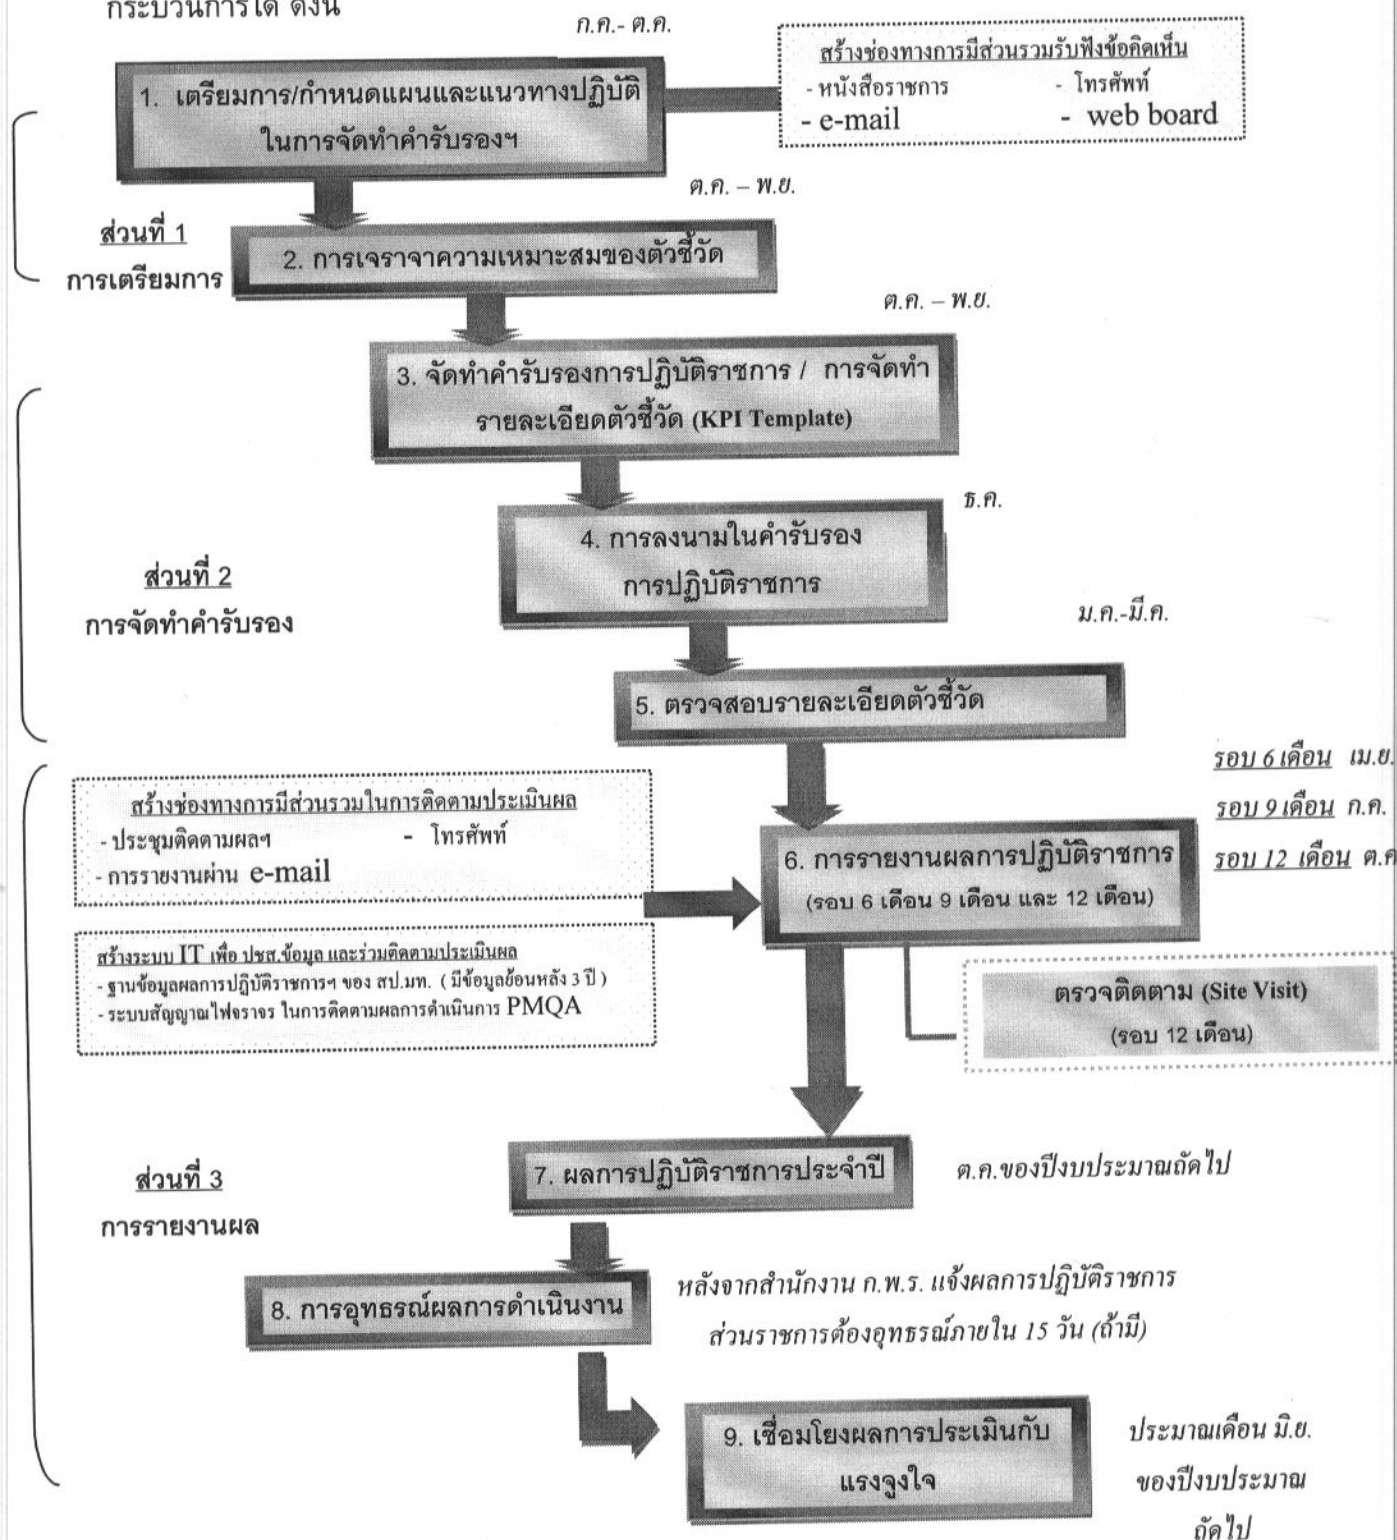 กระบวนการได้ ดังนี้
ก.ค.- ต.ค.
สร้างช่องทางการมีส่วนรวมรับฟังข้อคิดเห็น
- หนังสือราชการ - โทรศัพท์
- e-mail - web board
1. เตรียมการ/กำหนดแผนและแนวทางปฏิบัติ
ในการจัดทำคำรับรองฯ
ต.ค. – พ.ย.
ส่วนที่ 1
การเตรียมการ
2. การเจราจาความเหมาะสมของตัวชี้วัด
ต.ค. – พ.ย.
3. จัดทำคำรับรองการปฏิบัติราชการ / การจัดทำ
รายละเอียดตัวชี้วัด (KPI Template)
ธ.ค.
4. การลงนามในคำรับรอง
การปฏิบัติราชการ
ส่วนที่ 2
การจัดทำคำรับรอง
ม.ค.-มี.ค.
5. ตรวจสอบรายละเอียดตัวชี้วัด
รอบ 6 เดือน เม.ย.
รอบ 9 เดือน ก.ค.
รอบ 12 เดือน ต.ค
สร้างช่องทางการมีส่วนรวมในการติดตามประเมินผล
- ประชุมติดตามผลฯ - โทรศัพท์
- การรายงานผ่าน e-mail
6. การรายงานผลการปฏิบัติราชการ
(รอบ 6 เดือน 9 เดือน และ 12 เดือน)
สร้างระบบ IT เพื่อ ปชส.ข้อมูล และร่วมติดตามประเมินผล
- ฐานข้อมูลผลการปฏิบัติราชการฯ ของ สป.มท. ( มีข้อมูลย้อนหลัง 3 ปี )
- ระบบสัญญาณไฟจราจร ในการติดตามผลการดำเนินการ PMQA
ตรวจติดตาม (Site Visit)
(รอบ 12 เดือน)
ส่วนที่ 3
การรายงานผล
7. ผลการปฏิบัติราชการประจำปี
ต.ค.ของปีงบประมาณถัดไป
8. การอุทธรณ์ผลการดำเนินงาน
หลังจากสำนักงาน ก.พ.ร. แจ้งผลการปฏิบัติราชการ
ส่วนราชการต้องอุทธรณ์ภายใน 15 วัน (ถ้ามี)
9. เชื่อมโยงผลการประเมินกับ
แรงจูงใจ
ประมาณเดือน มิ.ย.
ของปีงบประมาณ
ถัดไป